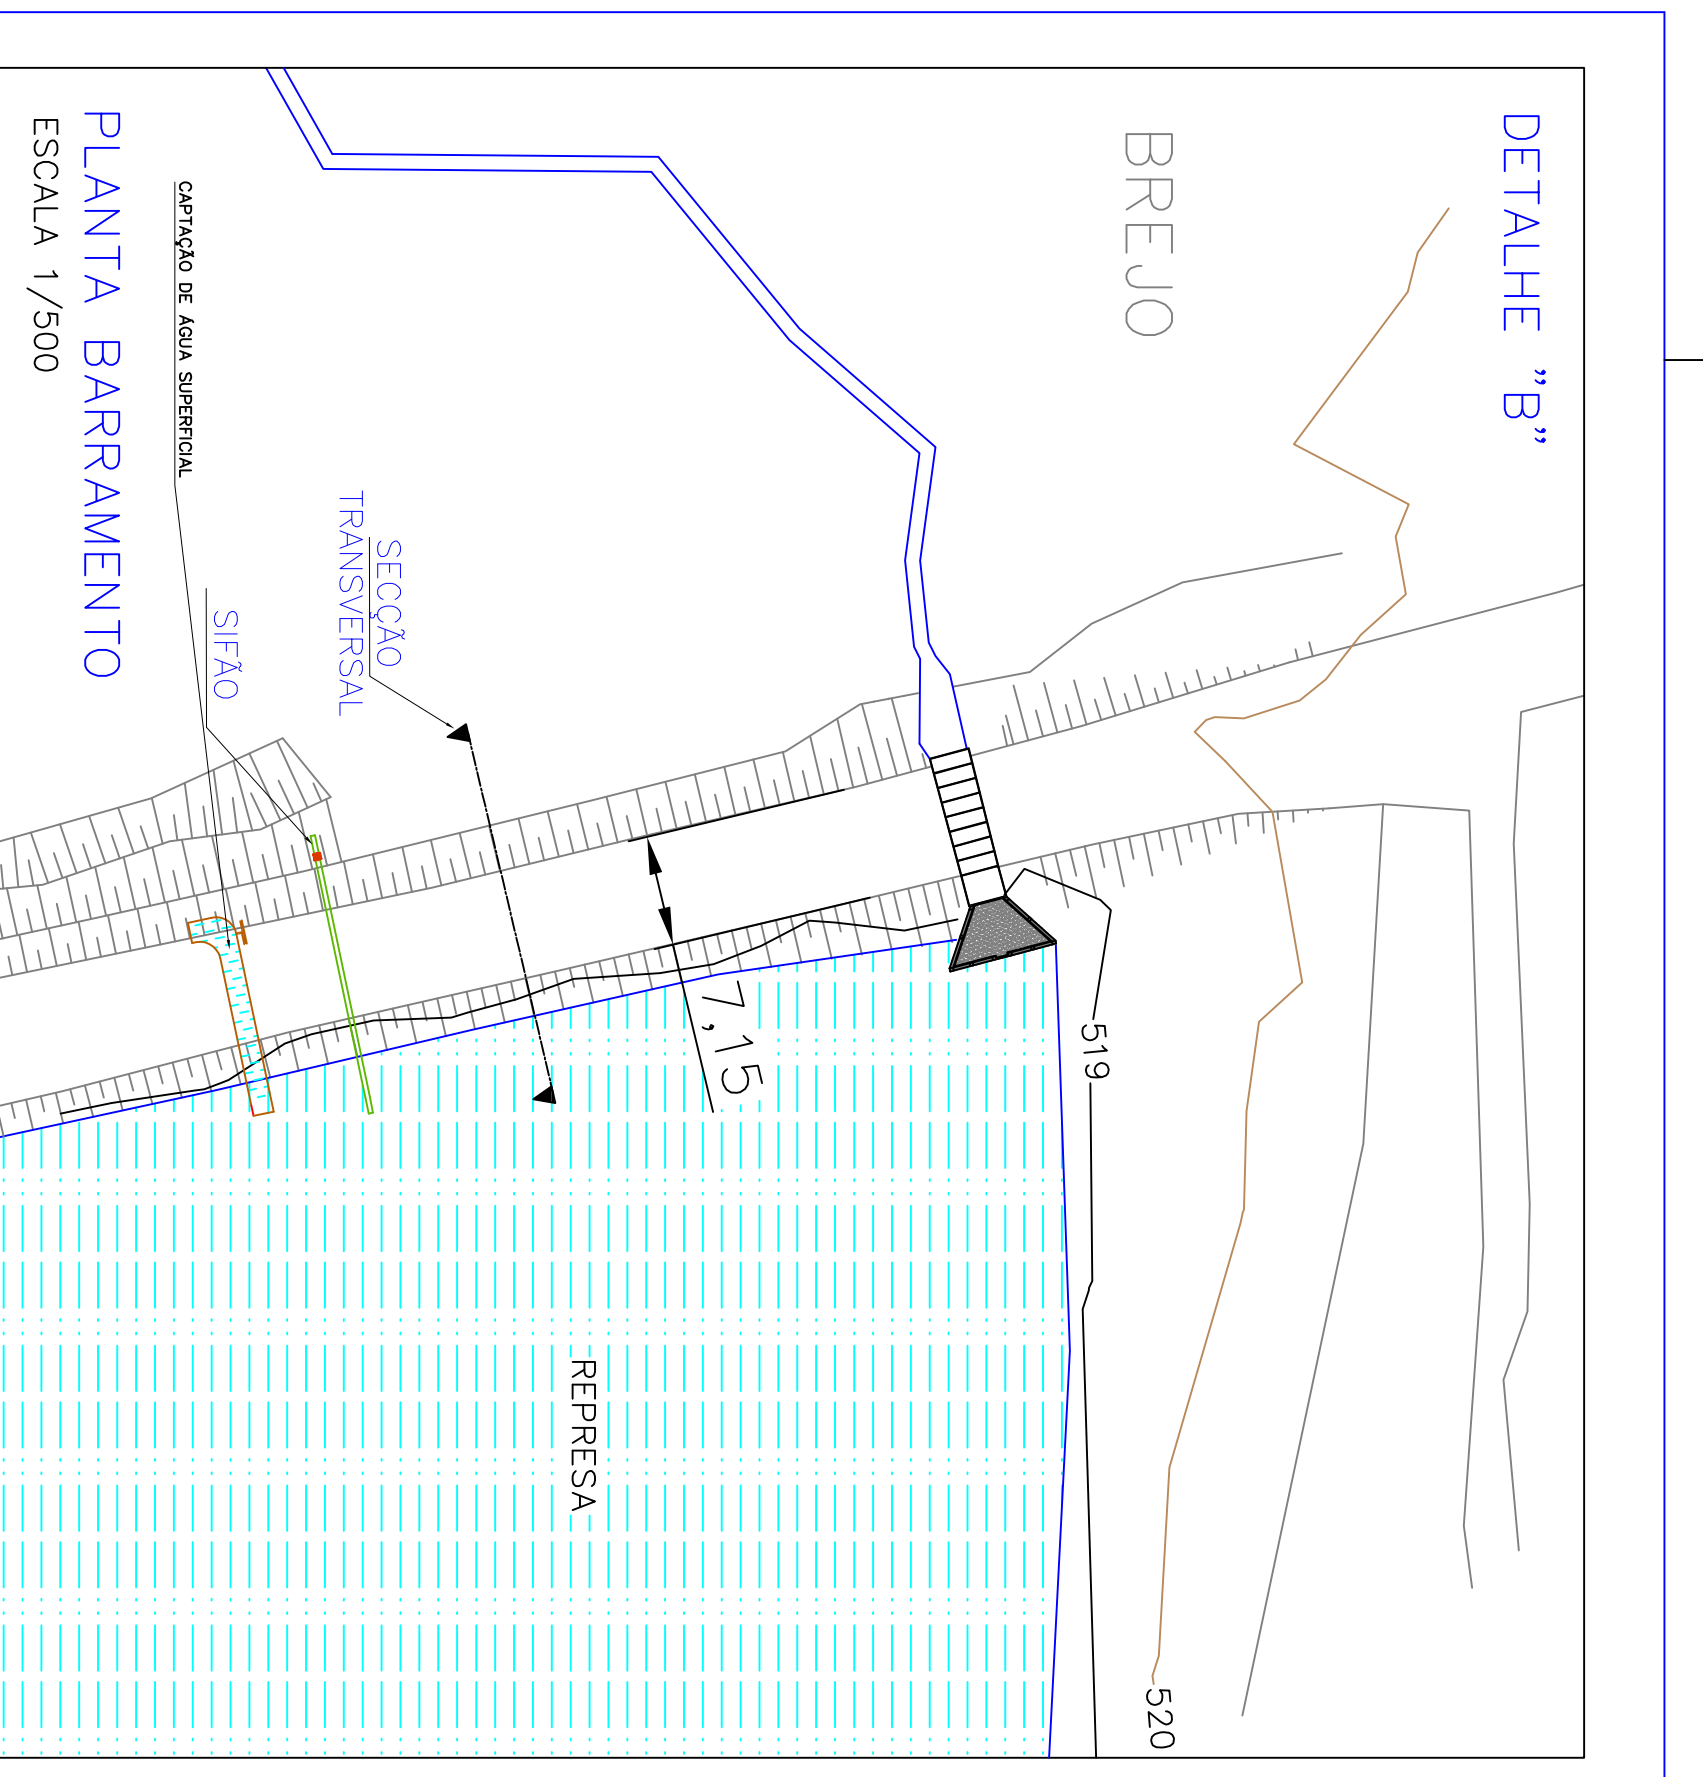 DETALHE "B"
BREJO
519
520
7,15
REPRESA
SECÇÃO
TRANSVERSAL
SIFÃO
CAPTAÇÃO DE ÁGUA SUPERFICIAL
PLANTA BARRAMENTO
ESCALA 1/500